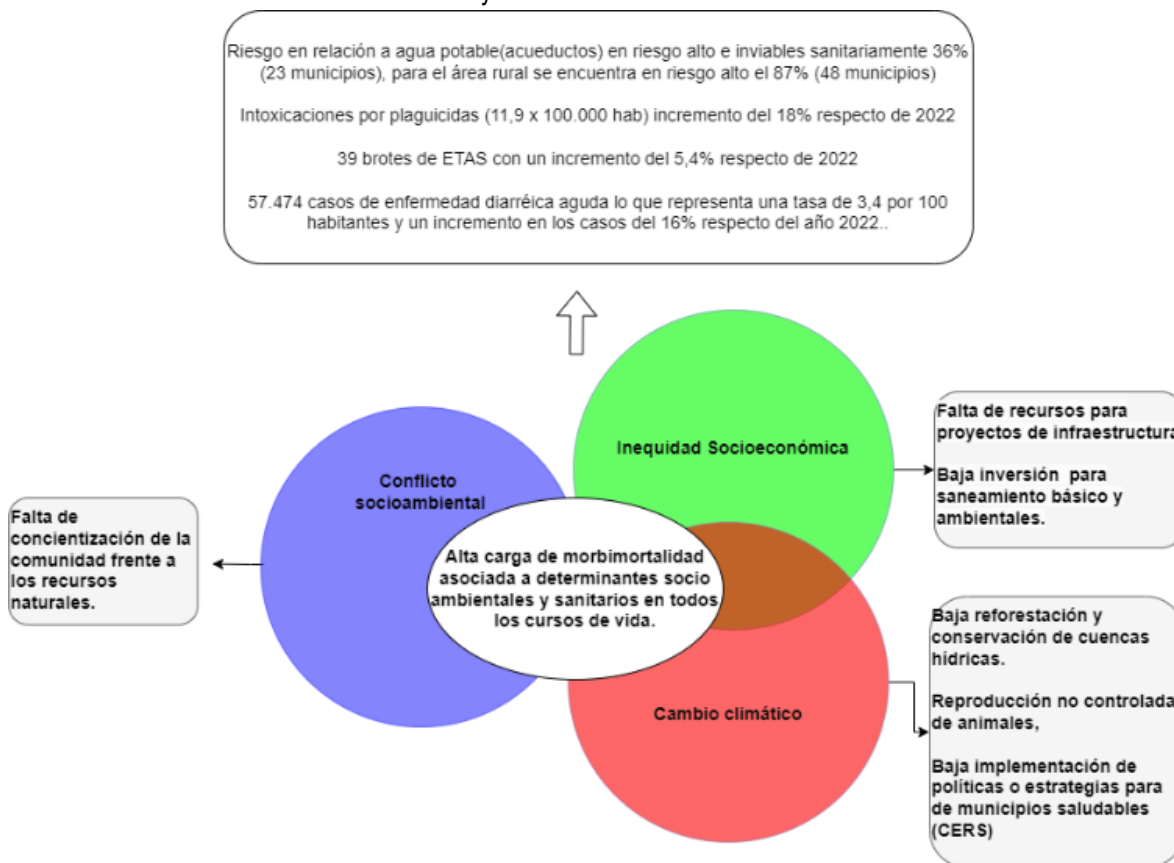 y
Riesgo en relación a agua potable(acueductos) en riesgo alto e inviables sanitariamente 36%
(23 municipios), para el área rural se encuentra en riesgo alto el 87% (48 municipios)
Intoxicaciones por plaguicidas (11,9 x 100.000 hab) incremento del 18% respecto de 2022
39 brotes de ETAS con un incremento del 5,4% respecto de 2022
57.474 casos de enfermedad diarréica aguda lo que representa una tasa de 3,4 por 100
habitantes y un incremento en los casos del 16% respecto del año 2022..
Inequidad Socioeconómica
Falta de recursos para
proyectos de infraestructura
Baja inversión para
saneamiento básico y
ambientales.
Conflicto
socioambiental
Falta de
concientización de la
comunidad frente a
los recursos
naturales.
Alta carga de morbimortalidad
asociada a determinantes socio
ambientales y sanitarios en todos
los cursos de vida.
Cambio climático
Baja reforestación y
conservación de cuencas
hídricas.
Reproducción no controlada
de animales,
Baja implementación de
políticas o estrategias para
de municipios saludables
(CERS)